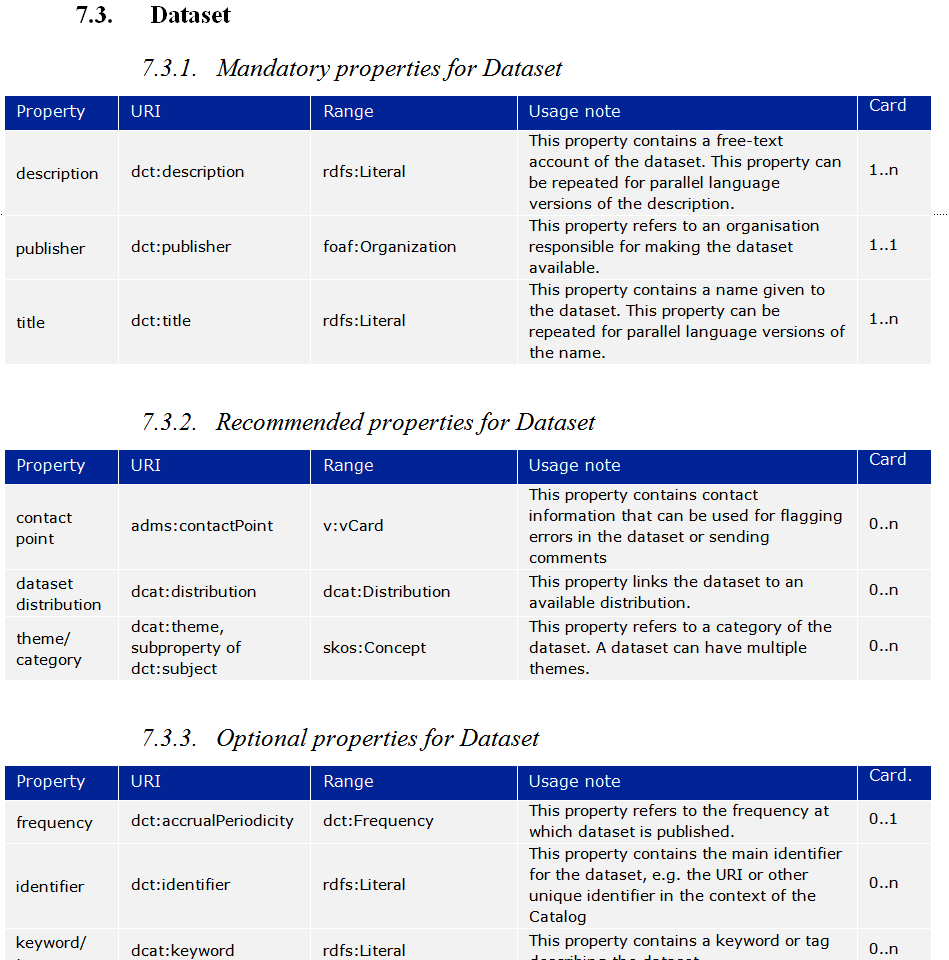 7.3. Dataset
7.3.1. Mandatory properties for Dataset
Property URI Range Usage note Card
description dct:description rdfs:Literal This property contains a free-text
account of the dataset. This property can
be repeated for parallel language
versions of the description. 1..n
publisher dct:publisher foaf:Organization This property refers to an organisation
responsible for making the dataset
available. 1..1
title dct:title rdfs:Literal This property contains a name given to
the dataset. This property can be
repeated for parallel language versions of
the name. 1..n
7.3.2. Recommended properties for Dataset
Property URI Range Usage note Card
contact
point adms:contactPoint v:vCard This property contains contact
information that can be used for flagging
errors in the dataset or sending
comments 0..n
dataset
distribution dcat:distribution dcat:Distribution This property links the dataset to an
available distribution. 0..n
theme/
category dcat:theme,
subproperty of
dct:subject skos:Concept This property refers to a category of the
dataset. A dataset can have multiple
themes. 0..n
7.3.3. Optional properties for Dataset
Property URI Range Usage note Card.
frequency dct:accrualPeriodicity dct:Frequency This property refers to the frequency at
which dataset is published. 0..1
identifier dct:identifier rdfs:Literal This property contains the main identifier
for the dataset, e.g. the URI or other
unique identifier in the context of the
Catalog 0..n
keyword/
dcat:keyword rdfs:Literal This property contains a keyword or tag
describing the dataset 0..n